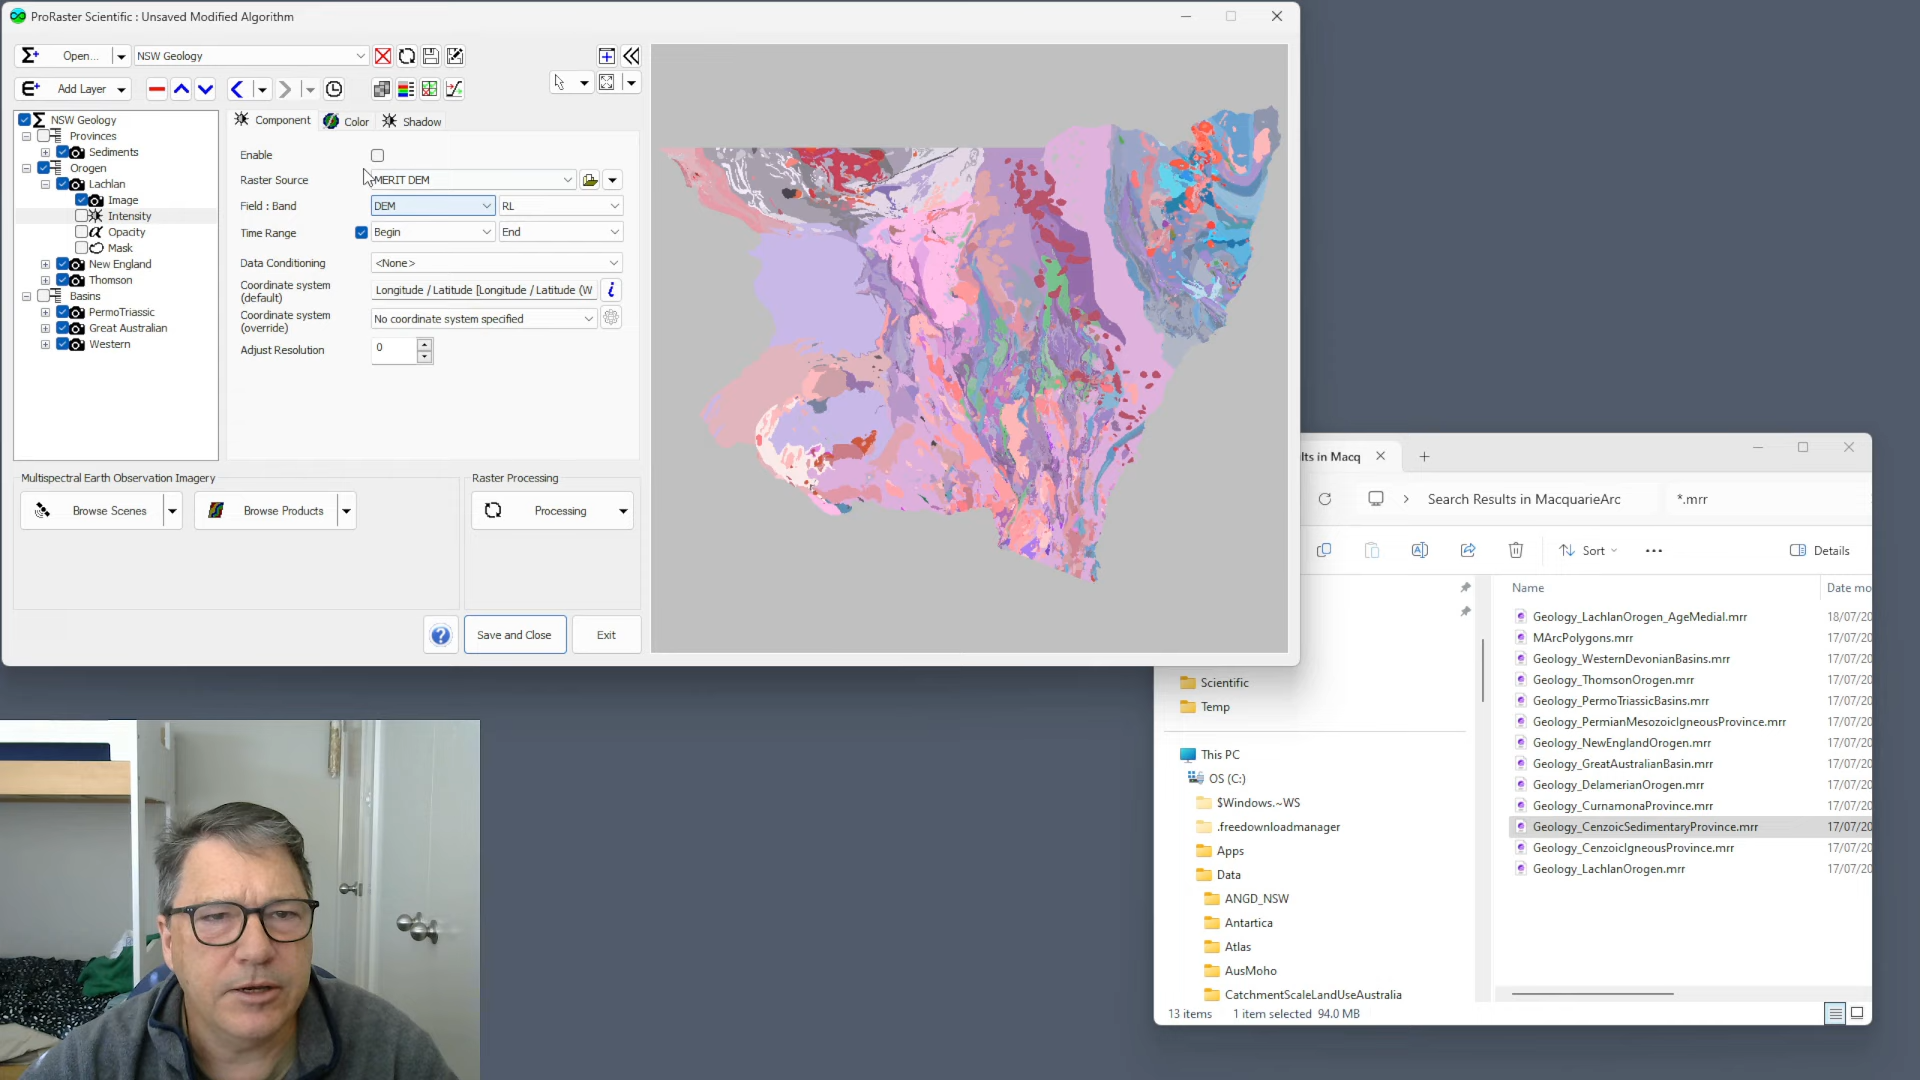 ProRaster Scientific : Unsaved Modified Algorithm
Open...
NSW Geology
Add Layer
NSW Geology
Provinces
Sediments
Orogen
Lachlan
Image
Intensity
Opacity
Mask
New England
Thomson
Basins
PermoTriassic
Great Australian
Western
Component
Color
Shadow
Enable
Raster Source
MERIT DEM
Field : Band
DEM
RL
Time Range
Begin
End
Data Conditioning
<None>
Coordinate system (default)
Longitude / Latitude [Longitude / Latitude (W
Coordinate system (override)
No coordinate system specified
Adjust Resolution
0
Multispectral Earth Observation Imagery
Browse Scenes
Browse Products
Raster Processing
Processing
Save and Close
Exit
lts in Macq
Search Results in MacquarieArc
*.mrr
Sort
Details
Name
Date mo
Geology_LachlanOrogen_AgeMedial.mrr 18/07/20
MArcPolygons.mrr 17/07/20
Geology_WesternDevonianBasins.mrr 17/07/20
Geology_ThomsonOrogen.mrr 17/07/20
Geology_PermoTriassicBasins.mrr 17/07/20
Geology_PermianMesozoicIgneousProvince.mrr 17/07/20
Geology_NewEnglandOrogen.mrr 17/07/20
Geology_GreatAustralianBasin.mrr 17/07/20
Geology_DelamerianOrogen.mrr 17/07/20
Geology_CurnamonaProvince.mrr 17/07/20
Geology_CenzoicSedimentaryProvince.mrr 17/07/20
Geology_CenzoicIgneousProvince.mrr 17/07/20
Geology_LachlanOrogen.mrr 17/07/20
Scientific
Temp
This PC
OS (C:)
$Windows.~WS
.freedownloadmanager
Apps
Data
ANGD_NSW
Antartica
Atlas
AusMoho
CatchmentScaleLandUseAustralia
13 items
1 item selected 94.0 MB